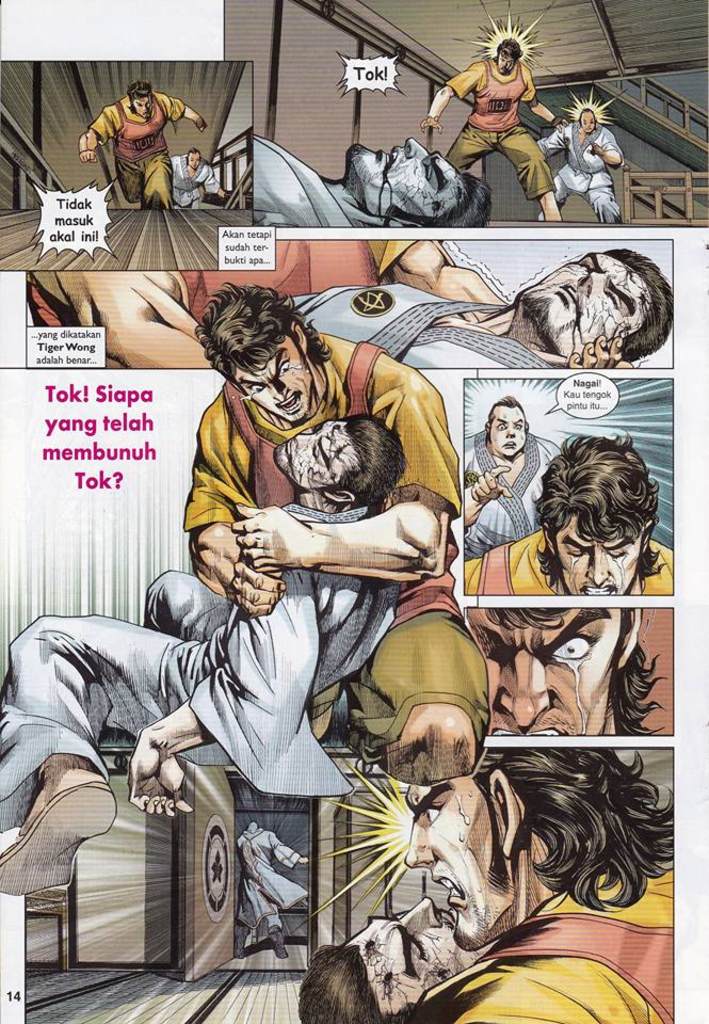 Tok!
Tidak
masuk
akal ini!
Akan tetapi
sudah ter-
bukti apa...
...yang dikatakan
Tiger Wong
adalah benar...
Tok! Siapa
yang telah
membunuh
Tok?
Nagai!
Kau tengok
pintu itu...
14